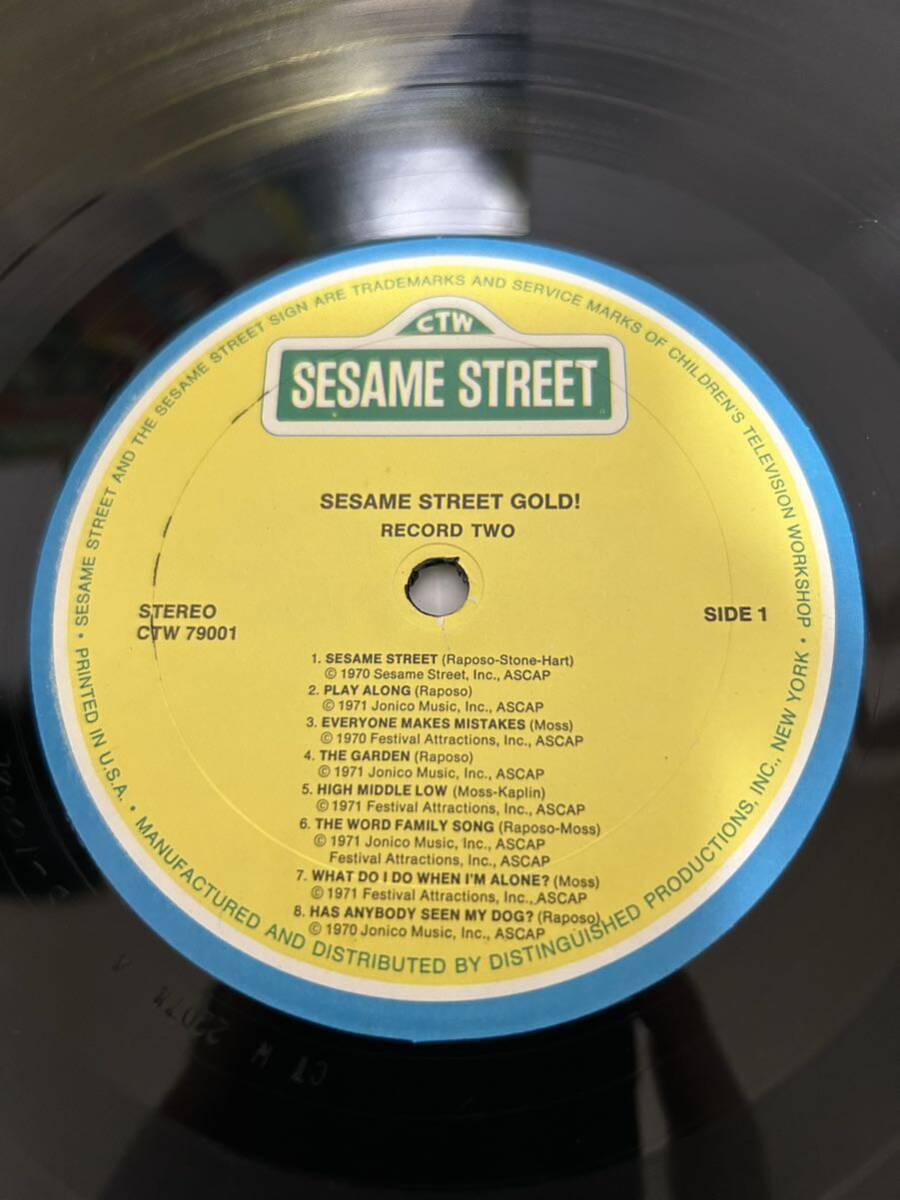 CTW
SESAME STREET
SESAME STREET GOLD!
RECORD TWO
STEREO
CTW 79001
SIDE 1
1. SESAME STREET (Raposo-Stone-Hart)
© 1970 Sesame Street, Inc., ASCAP
2. PLAY ALONG (Raposo)
© 1971 Jonico Music, Inc., ASCAP
3. EVERYONE MAKES MISTAKES (Moss)
© 1970 Festival Attractions, Inc., ASCAP
4. THE GARDEN (Raposo)
© 1971 Jonico Music, Inc., ASCAP
5. HIGH MIDDLE LOW (Moss-Kaplin)
© 1971 Festival Attractions, Inc., ASCAP
6. THE WORD FAMILY SONG (Raposo-Moss)
© 1971 Jonico Music, Inc., ASCAP
Festival Attractions, Inc., ASCAP
7. WHAT DO I DO WHEN I'M ALONE? (Moss)
© 1971 Festival Attractions, Inc., ASCAP
8. HAS ANYBODY SEEN MY DOG? (Raposo)
© 1970 Jonico Music, Inc., ASCAP
• SESAME STREET AND THE SESAME STREET SIGN ARE TRADEMARKS AND SERVICE MARKS OF CHILDREN'S TELEVISION WORKSHOP •
PRINTED IN U.S.A. • MANUFACTURED AND DISTRIBUTED BY DISTINGUISHED PRODUCTIONS, INC., NEW YORK